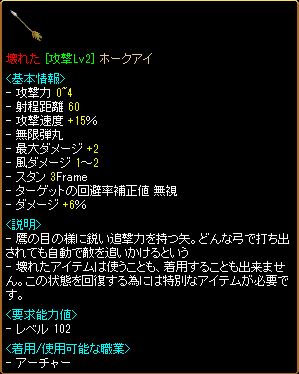 壊れた [攻撃Lv2] ホークアイ
<基本情報>
- 攻撃力 0~4
- 射程距離 60
- 攻撃速度 +15%
- 無限弾丸
- 最大ダメージ +2
- 風ダメージ 1～2
- スタン 3Frame
- ターゲットの回避率補正値 無視
- ダメージ +6%
<説明>
- 鷹の目の様に鋭い追撃力を持つ矢。どんな弓で打ち出
されても自動で敵を追いかけるという
- 壊れたアイテムは使うことも、着用することも出来ませ
ん。この状態を回復する為には特別なアイテムが必要で
す。
<要求能力値>
- レベル 102
<着用/使用可能な職業>
- アーチャー